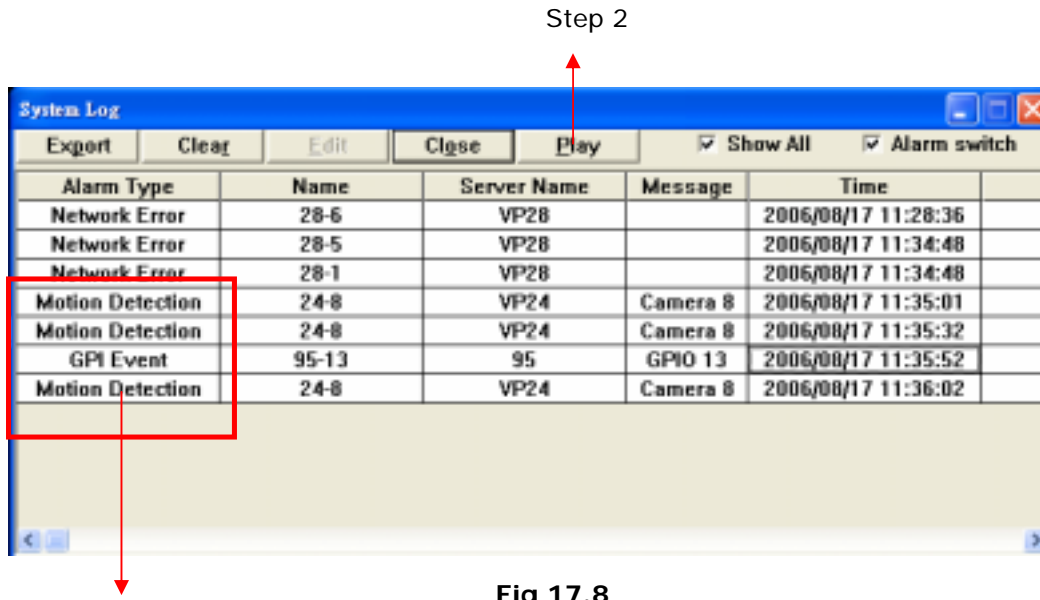 Step 2
System Log
Export Clear Edit Close Play Show All Alarm switch
Alarm Type Name Server Name Message Time
Network Error 28-6 VP28 2006/08/17 11:28:36
Network Error 28-5 VP28 2006/08/17 11:34:48
Network Error 28-1 VP28 2006/08/17 11:34:48
Motion Detection 24-8 VP24 Camera 8 2006/08/17 11:35:01
Motion Detection 24-8 VP24 Camera 8 2006/08/17 11:35:32
GPI Event 95-13 95 GPIO 13 2006/08/17 11:35:52
Motion Detection 24-8 VP24 Camera 8 2006/08/17 11:36:02
Fig 17.8